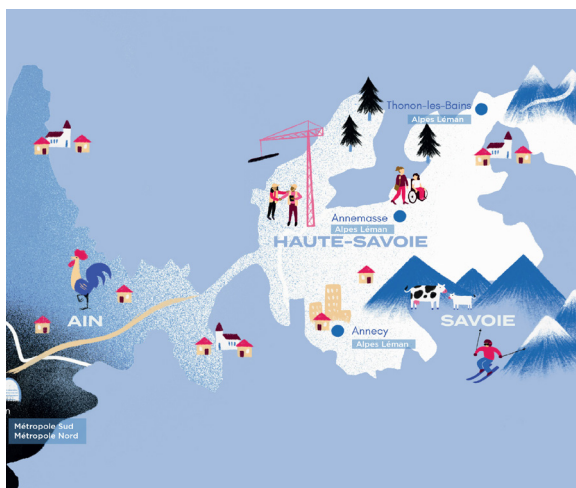 Thonon-les-Bains
Alpes Léman
Annemasse
Alpes Léman
HAUTE-SAVOIE
AIN
SAVOIE
Annecy
Alpes Léman
Métropole Sud
Métropole Nord